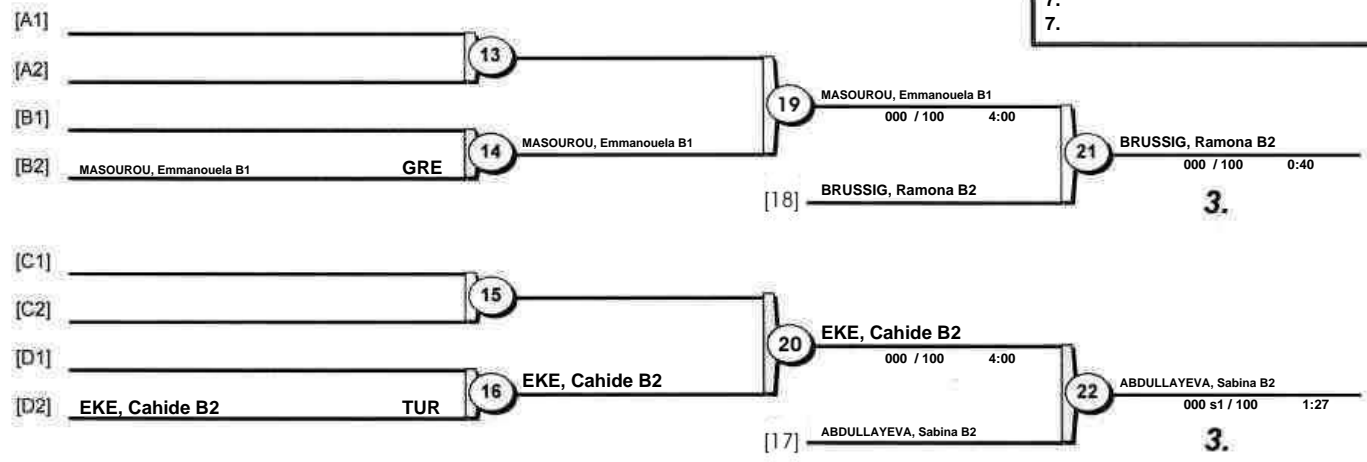 7.
7.
[A1]
13
[A2]
[B1]
19
MASOUROU, Emmanouela B1
000 / 100 4:00
14
MASOUROU, Emmanouela B1
[B2] MASOUROU, Emmanouela B1 GRE
21
BRUSSIG, Ramona B2
000 / 100 0:40
3.
[18] BRUSSIG, Ramona B2
[C1]
15
[C2]
[D1]
20
EKE, Cahide B2
000 / 100 4:00
16
EKE, Cahide B2
[D2] EKE, Cahide B2 TUR
22
ABDULLAYEVA, Sabina B2
000 s1 / 100 1:27
3.
[17] ABDULLAYEVA, Sabina B2